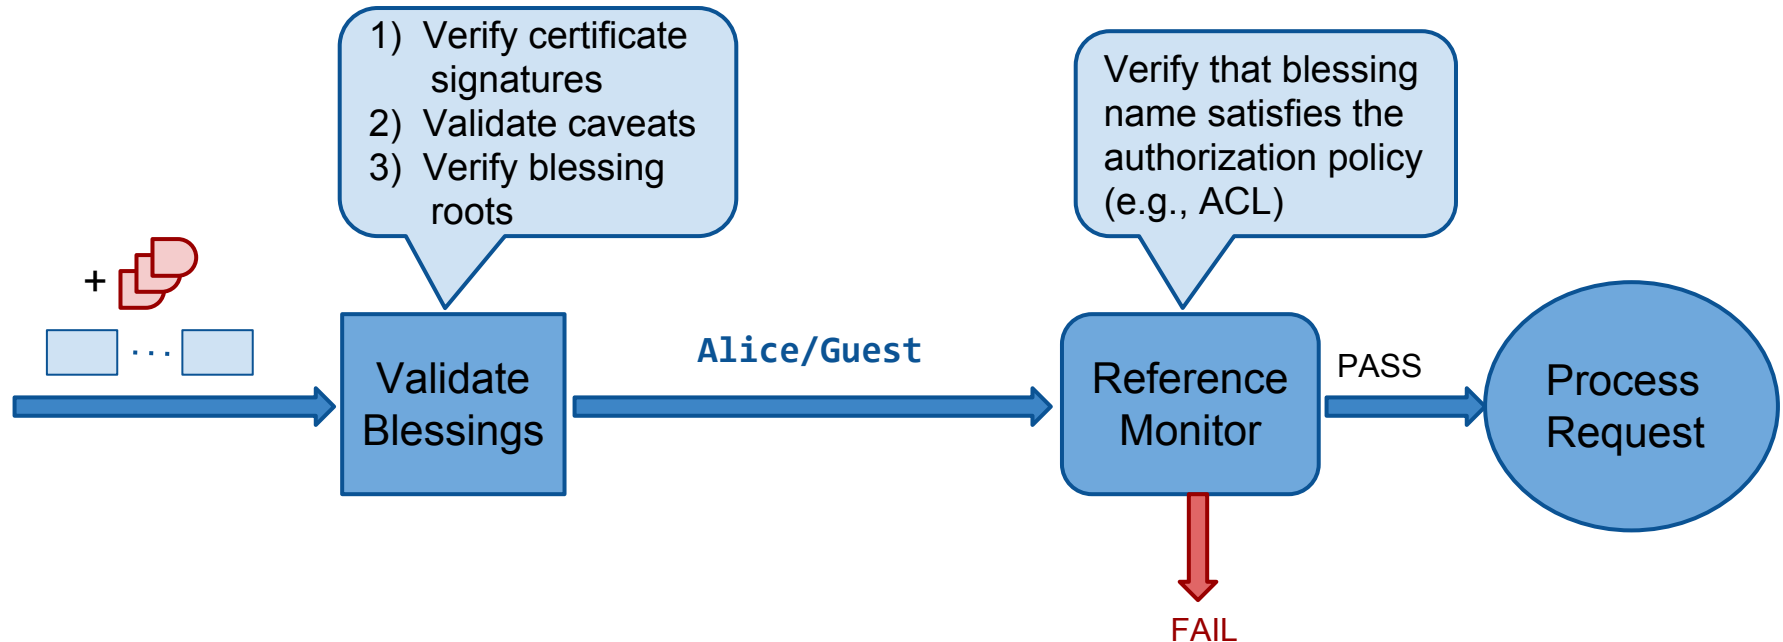 1) Verify certificate
signatures
2) Validate caveats
3) Verify blessing
roots
Verify that blessing
name satisfies the
authorization policy
(e.g., ACL)
+
...
Validate
Blessings
Alice/Guest
Reference
Monitor
PASS
Process
Request
FAIL